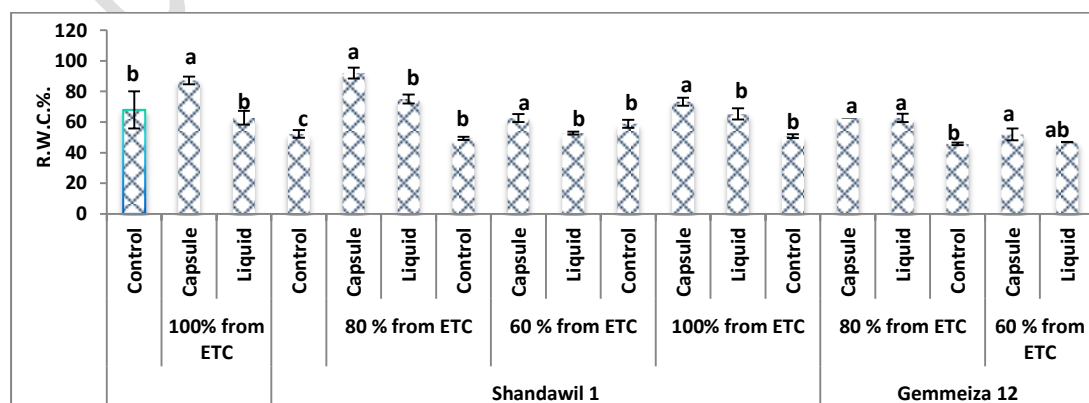 120
100
80
60
40
20
0
R.W.C.%.
b a b c a b b a b b a b b a a b a ab
Control Capsule Liquid Control Capsule Liquid Control Capsule Liquid Control Capsule Liquid Control Capsule Liquid Control Capsule Liquid
100% from 80 % from ETC 60 % from ETC 100% from ETC 80 % from ETC 60 % from
ETC ETC
Shandawil 1 Gemmeiza 12